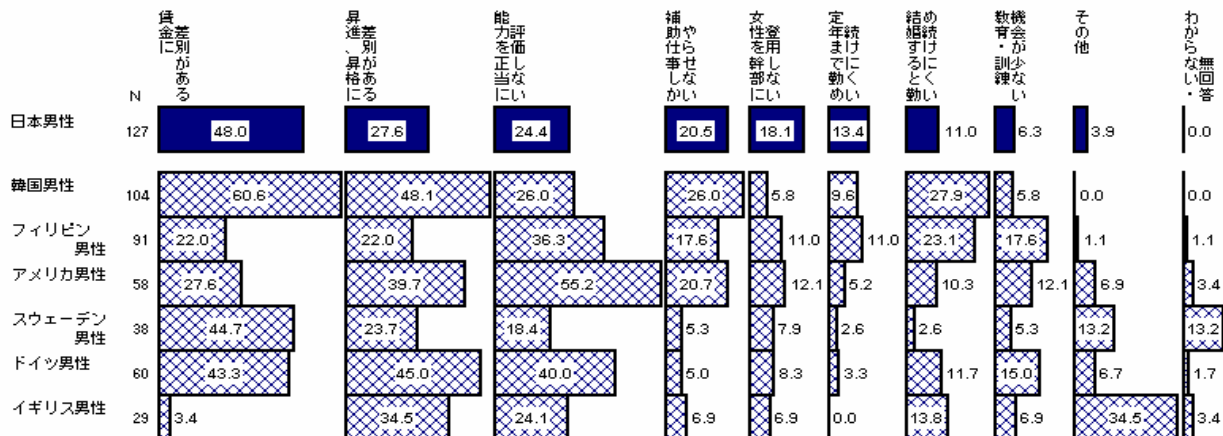 賃金に
差別がある
昇進、昇格に
差別がある
能力を正当に
評価しない
補助仕事しか
やらせない
女性を幹部に
登用しない
定年まで勤め
続けにくい
結婚すると勤
め続けにくい
教育・訓練
機会が少ない
その他
わからない・
無回答
N
日本男性 127 48.0 27.6 24.4 20.5 18.1 13.4 11.0 6.3 3.9 0.0
韓国男性 104 60.6 48.1 26.0 26.0 5.8 9.6 27.9 5.8 0.0 0.0
フィリピン
男性 91 22.0 22.0 36.3 17.6 11.0 11.0 23.1 17.6 1.1 1.1
アメリカ男性 58 27.6 39.7 55.2 20.7 12.1 5.2 10.3 12.1 6.9 3.4
スウェーデン
男性 38 44.7 23.7 18.4 5.3 7.9 2.6 2.6 5.3 13.2 13.2
ドイツ男性 60 43.3 45.0 40.0 5.0 8.3 3.3 11.7 15.0 6.7 1.7
イギリス男性 29 3.4 34.5 24.1 6.9 6.9 0.0 13.8 6.9 34.5 3.4